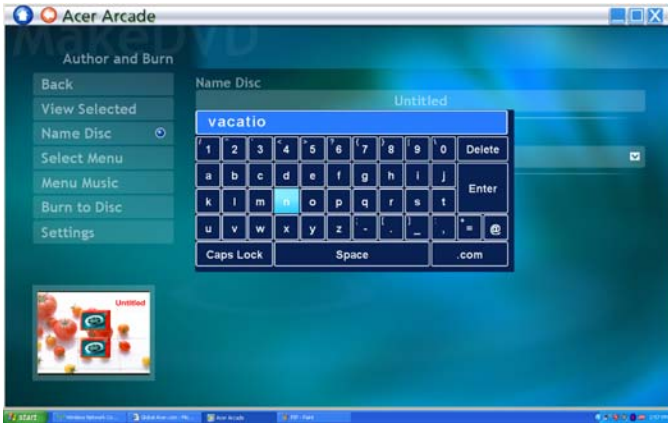 Acer Arcade
MakeDVD
Author and Burn
Back
View Selected
Name Disc
Select Menu
Menu Music
Burn to Disc
Settings
Name Disc
Untitled
vacatio
1 2 3 4 5 6 7 8 9 0 Delete
a b c d e f g h i j
Enter
k l m n o p q r s t
u v w x y z - . _ , = @
Caps Lock Space .com
Untitled
start
Acer Arcade